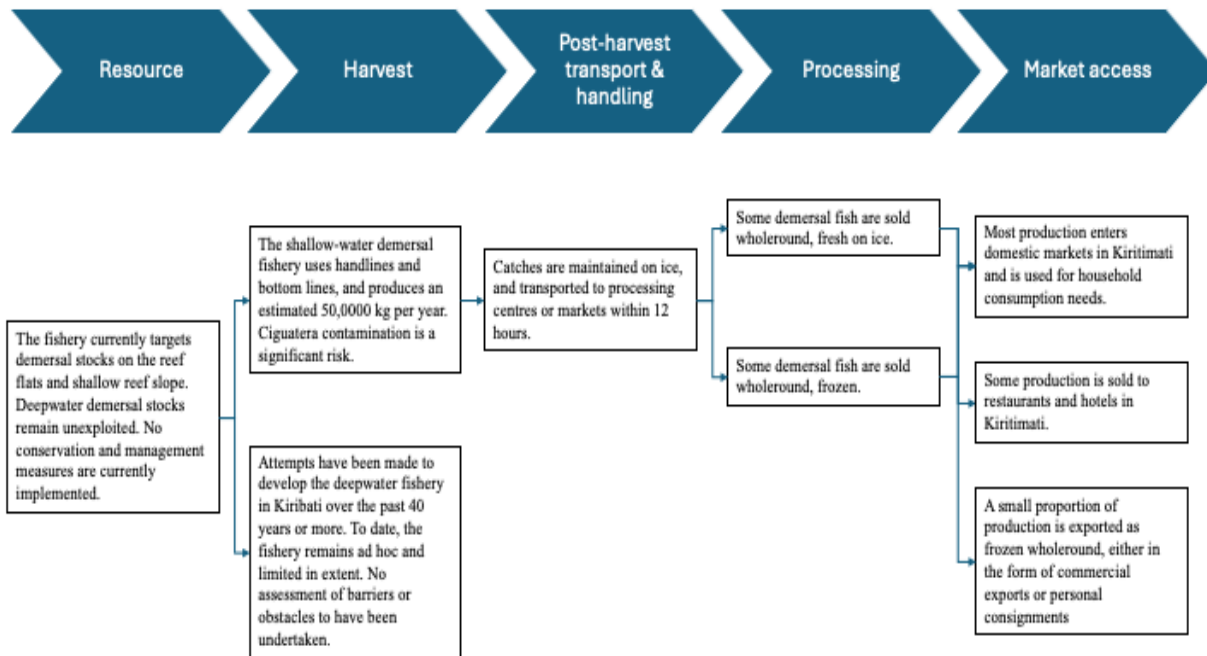 Resource
Harvest
Post-harvest
transport &
handling
Processing
Market access
The fishery currently targets
demersal stocks on the reef
flats and shallow reef slope.
Deepwater demersal stocks
remain unexploited. No
conservation and management
measures are currently
implemented.
The shallow-water demersal
fishery uses handlines and
bottom lines, and produces an
estimated 50,0000 kg per year.
Ciguatera contamination is a
significant risk.
Attempts have been made to
develop the deepwater fishery
in Kiribati over the past 40
years or more. To date, the
fishery remains ad hoc and
limited in extent. No
assessment of barriers or
obstacles to have been
undertaken.
Catches are maintained on ice,
and transported to processing
centres or markets within 12
hours.
Some demersal fish are sold
wholeround, fresh on ice.
Some demersal fish are sold
wholeround, frozen.
Most production enters
domestic markets in Kiritimati
and is used for household
consumption needs.
Some production is sold to
restaurants and hotels in
Kiritimati.
A small proportion of
production is exported as
frozen wholeround, either in
the form of commercial
exports or personal
consignments